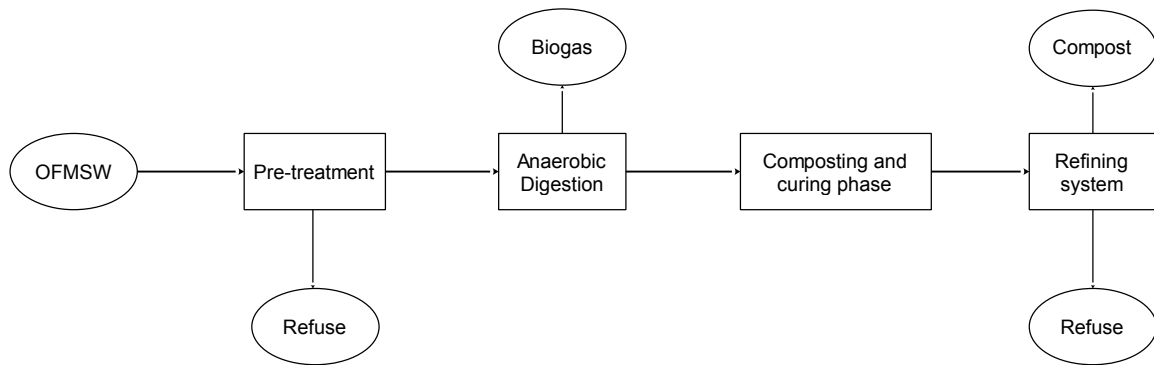 Biogas
Compost
OFMSW
Pre-treatment
Anaerobic
Digestion
Composting and
curing phase
Refining
system
Refuse
Refuse